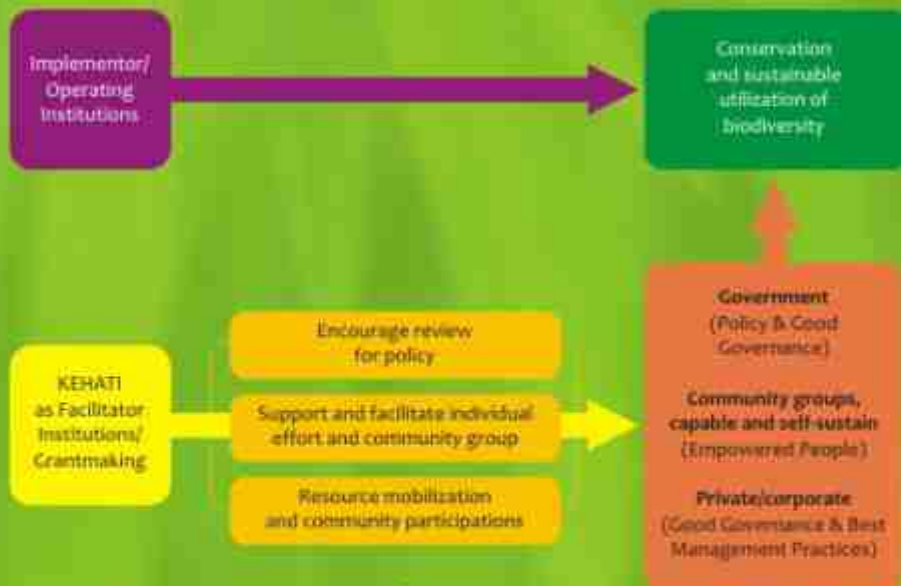 Implementor/
Operating
Institutions
Conservation
and sustainable
utilization of
biodiversity
KEHATI
as Facilitator
Institutions/
Grantmaking
Encourage review
for policy
Support and facilitate individual
effort and community group
Resource mobilization
and community participations
Government
(Policy & Good
Governance)
Community groups,
capable and self-sustain
(Empowered People)
Private/corporate
(Good Governance & Best
Management Practices)